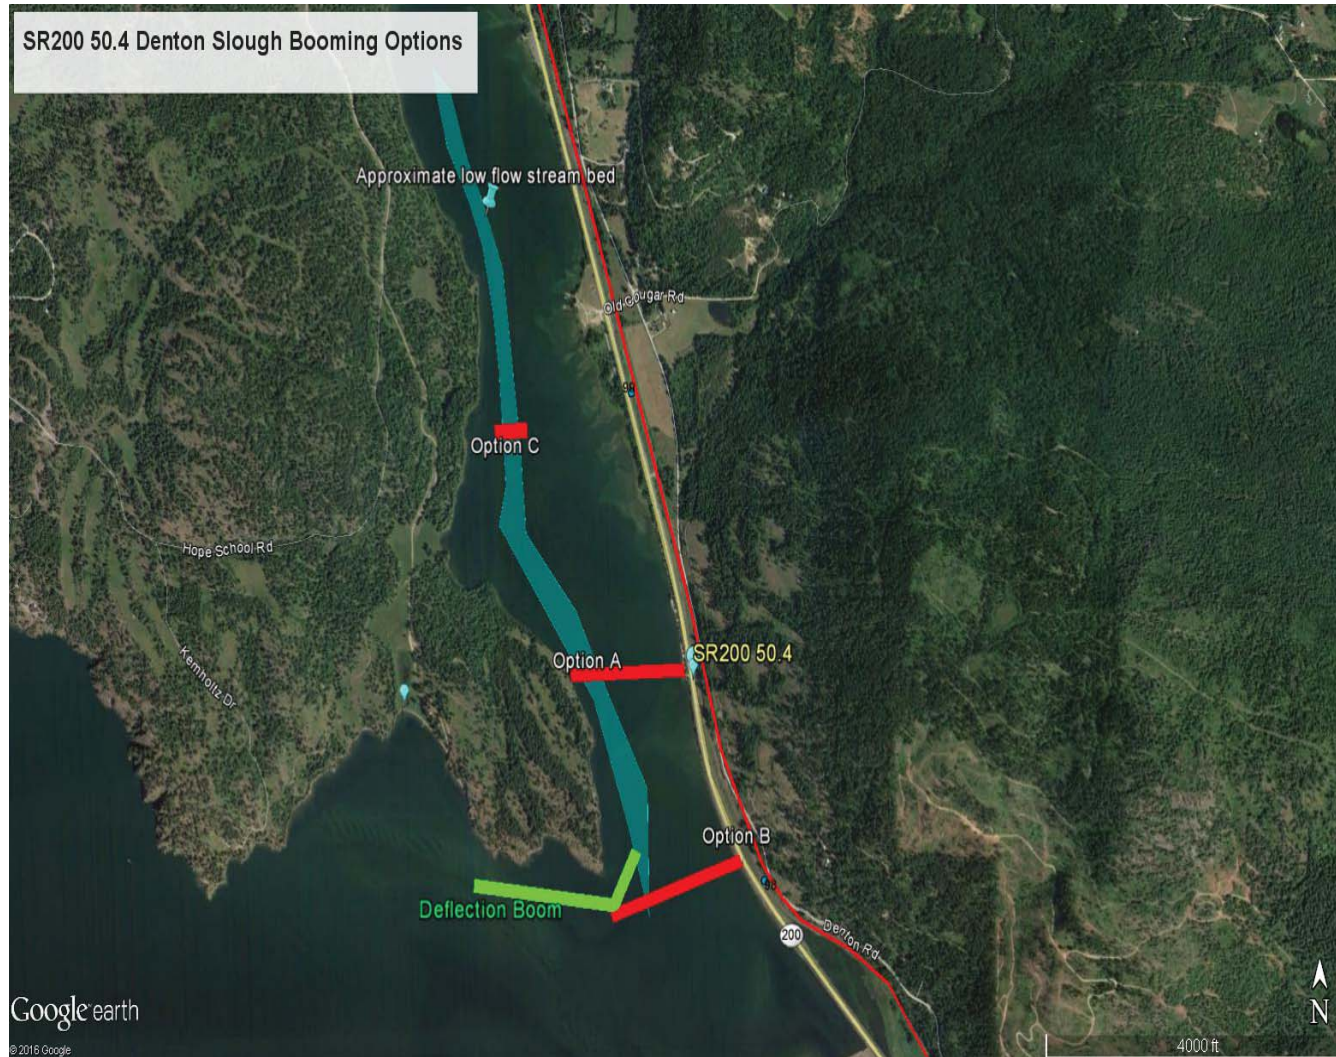 SR200 50.4 Denton Slough Booming Options
Approximate low flow stream bed
Old Cougar Rd
Option C
Hope School Rd
Option A
SR200 50.4
Kernholtz Dr
Option B
Deflection Boom
200
Denton Rd
Google earth
N
© 2016 Google
4000 ft